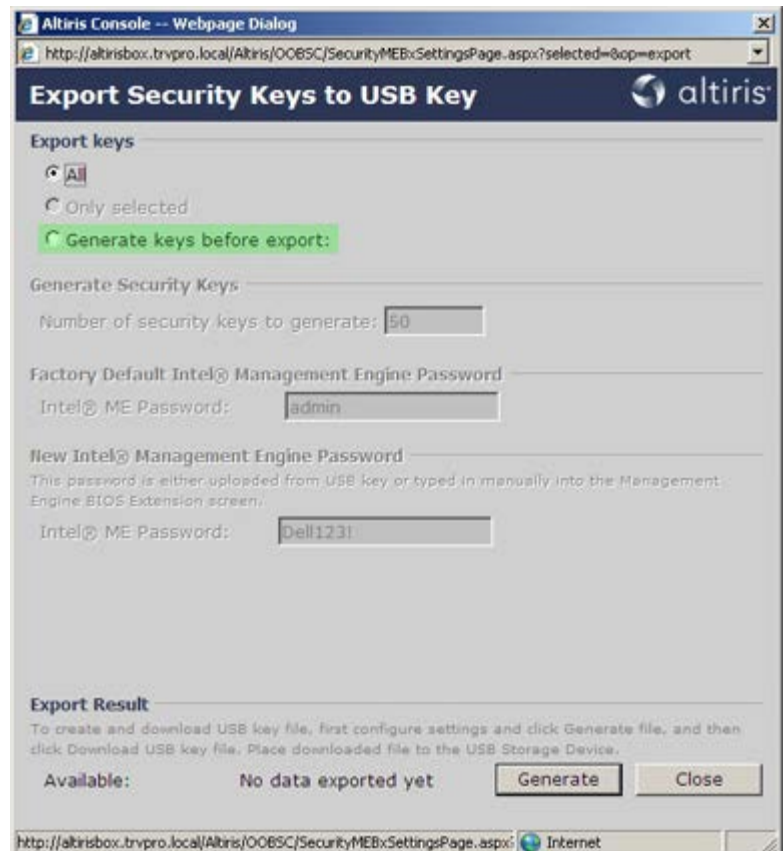 Altiris Console -- Webpage Dialog
http://altirisbox.trvpro.local/Altiris/OOBSC/SecurityMEBxSettingsPage.aspx?selected=&op=export
Export Security Keys to USB Key
altiris
Export keys
All
Only selected
Generate keys before export:
Generate Security Keys
Number of security keys to generate: 50
Factory Default Intel® Management Engine Password
Intel® ME Password: admin
New Intel® Management Engine Password
This password is either uploaded from USB key or typed in manually into the Management
Engine BIOS Extension screen.
Intel® ME Password: Dell123!
Export Result
To create and download USB key file, first configure settings and click Generate file, and then
click Download USB key file. Place downloaded file to the USB Storage Device.
Available: No data exported yet Generate Close
http://altirisbox.trvpro.local/Altiris/OOBSC/SecurityMEBxSettingsPage.aspx? Internet